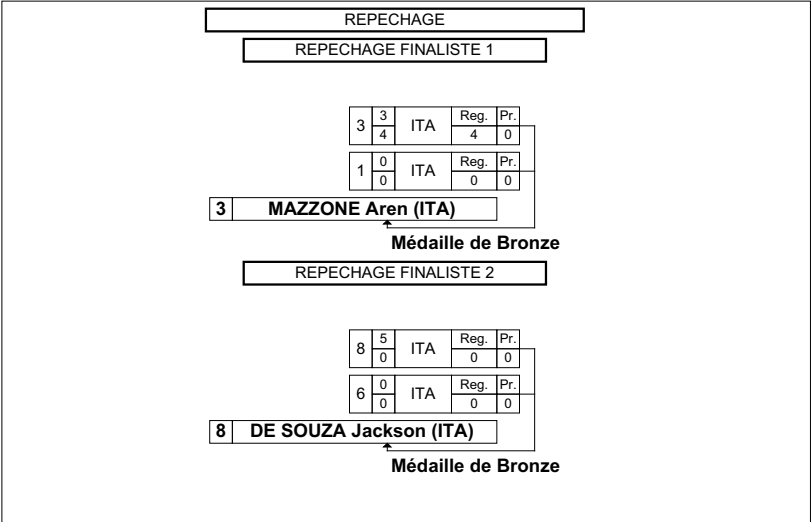 REPECHAGE
REPECHAGE FINALISTE 1
3 3 ITA Reg. Pr.
4 4 0
1 0 ITA Reg. Pr.
0 0 0
3 MAZZONE Aren (ITA)
Médaille de Bronze
REPECHAGE FINALISTE 2
8 5 ITA Reg. Pr.
0 0 0
6 0 ITA Reg. Pr.
0 0 0
8 DE SOUZA Jackson (ITA)
Médaille de Bronze